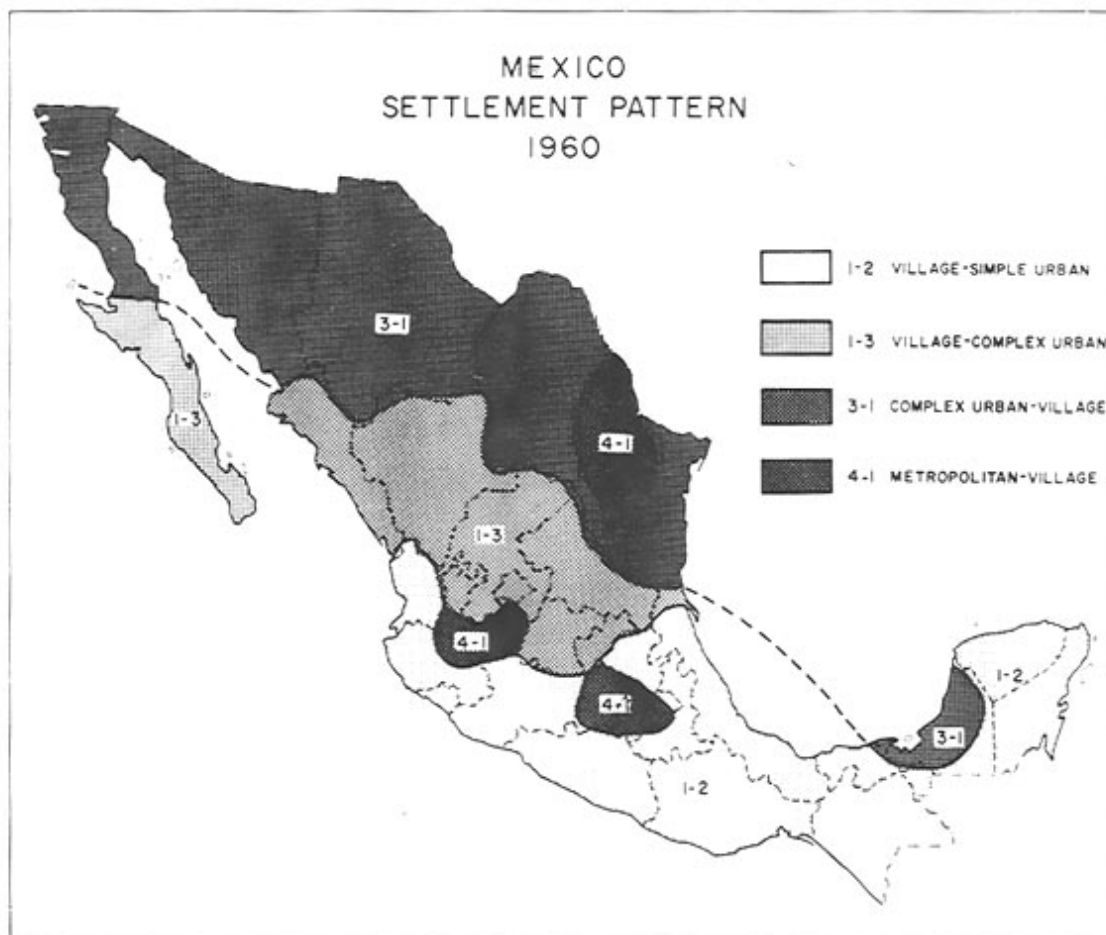 MEXICO
SETTLEMENT PATTERN
1960
1-2 VILLAGE-SIMPLE URBAN
1-3 VILLAGE-COMPLEX URBAN
3-1 COMPLEX URBAN-VILLAGE
4-1 METROPOLITAN-VILLAGE
3-1
1-3
4-1
1-3
4-1
1-2
4-1
3-1
1-2